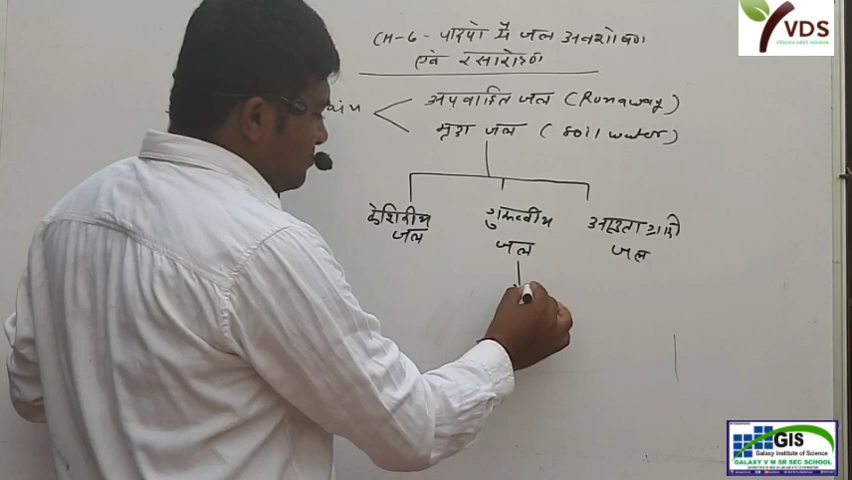 CH-6- पादपो में जल अवशोषण
एवं रसारोहण
ain
अपवाहित जल (Runaway)
मृदा जल (Soil water)
केशिकीय
जल
गुरूत्वीय
जल
आद्रताग्राही
जल
VDS
GIS
Galaxy Institute of Science
GALAXY V M SR SEC SCHOOL